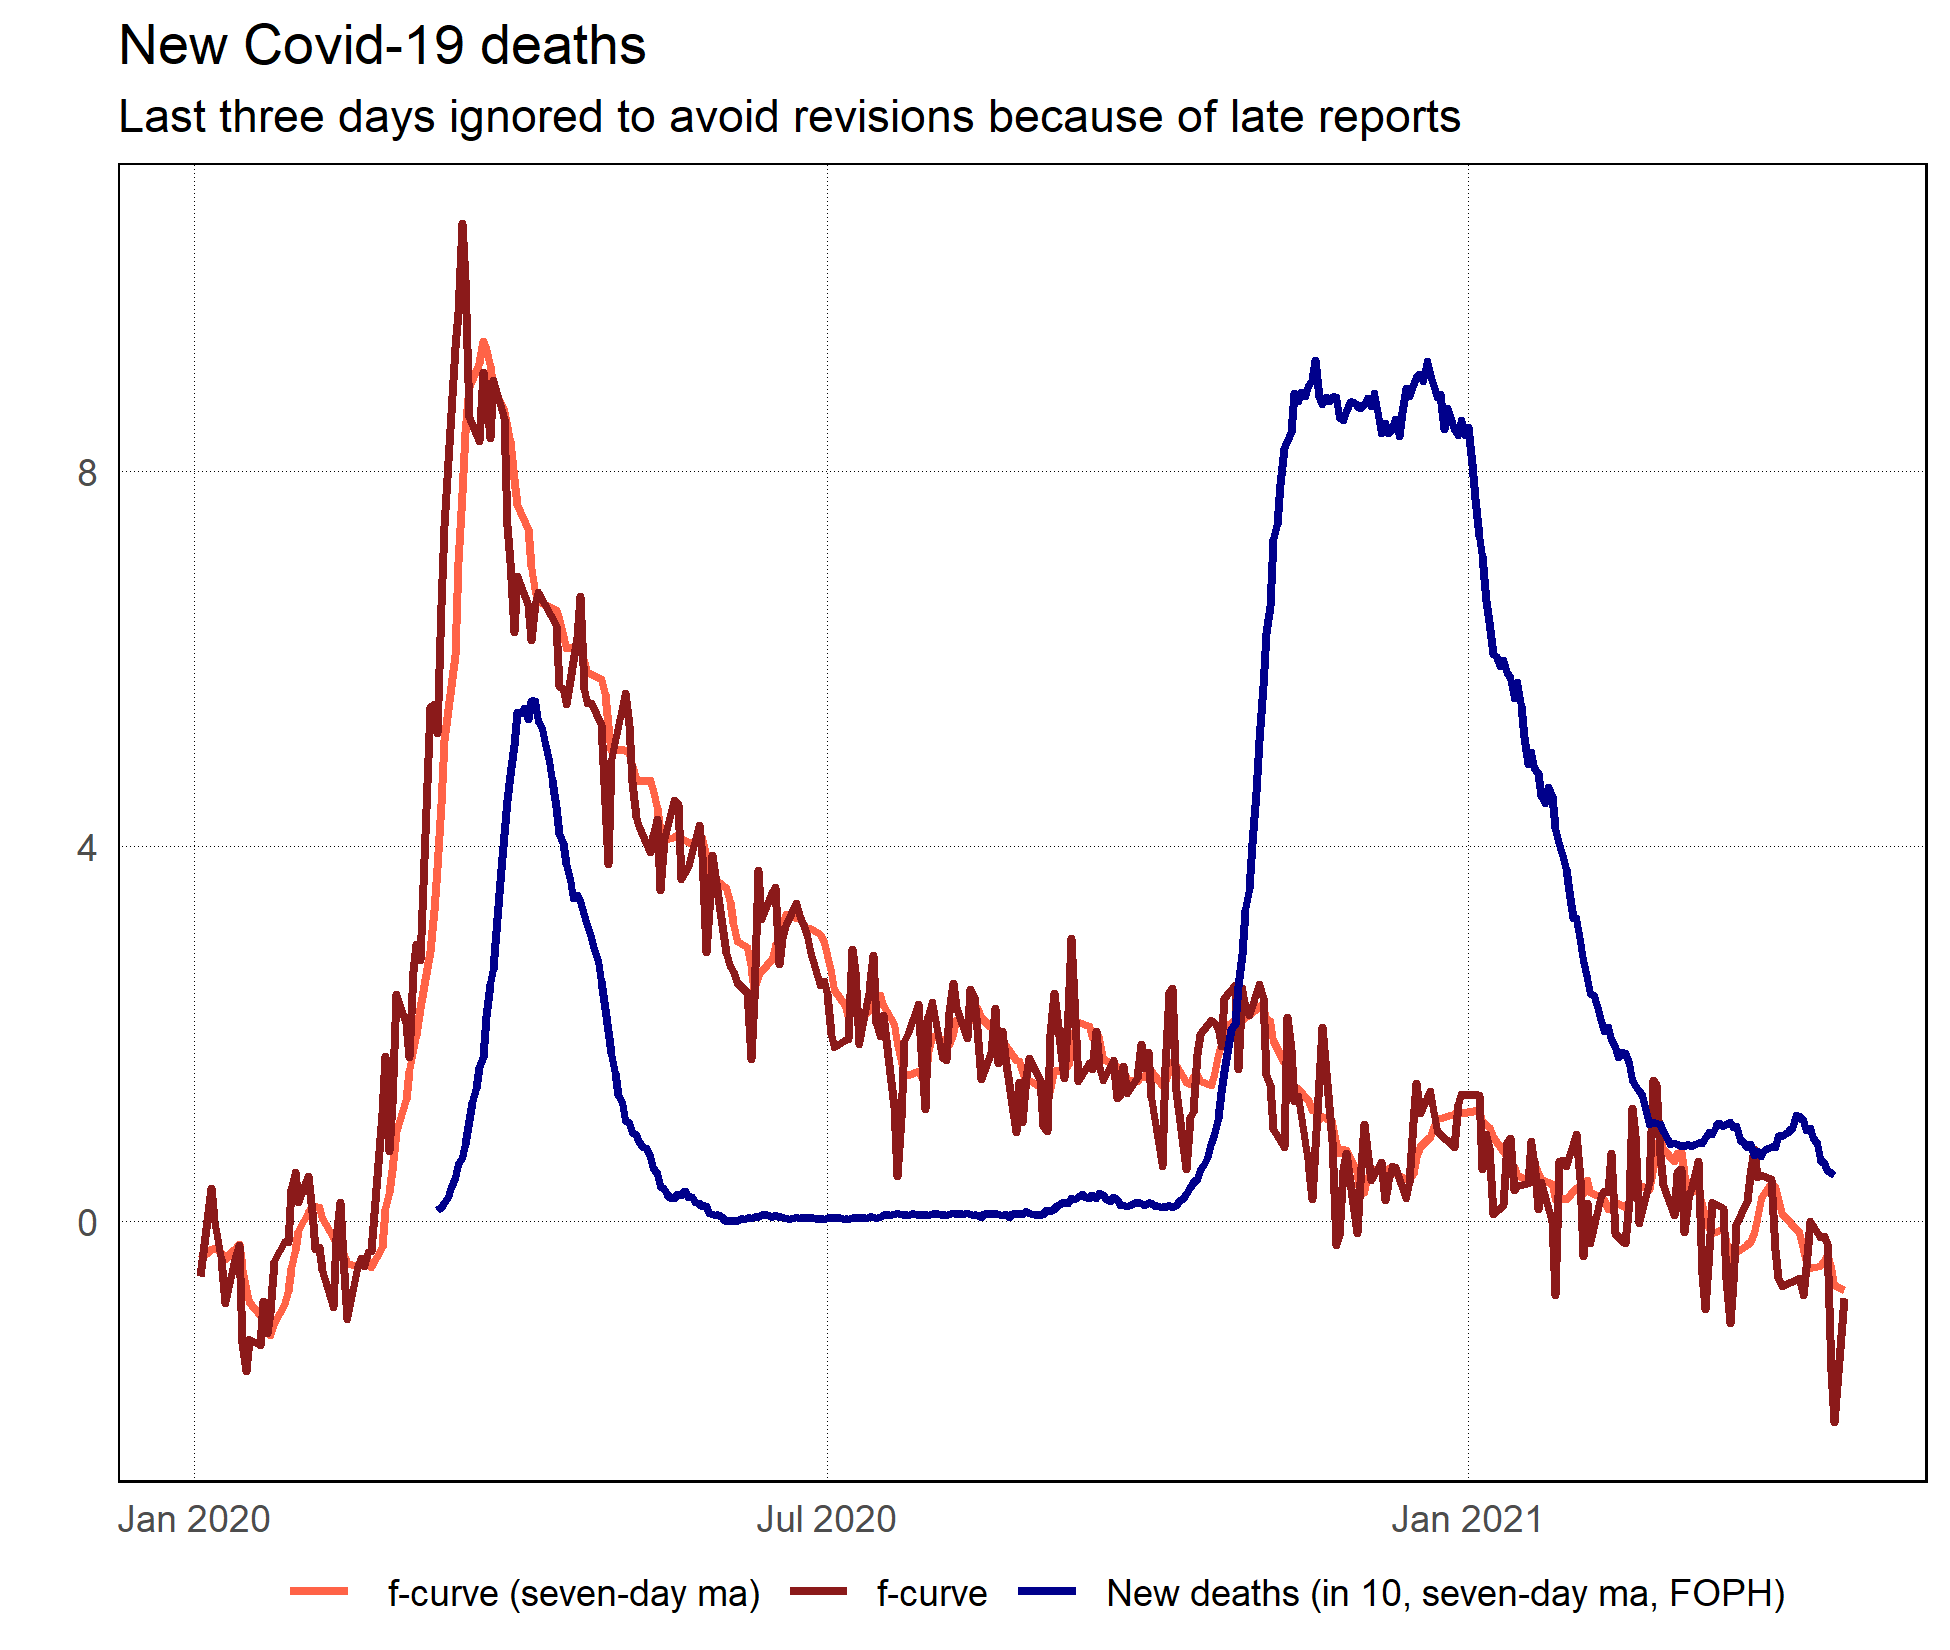 New Covid-19 deaths
Last three days ignored to avoid revisions because of late reports
8
4
0
Jan 2020 Jul 2020 Jan 2021
f-curve (seven-day ma) f-curve New deaths (in 10, seven-day ma, FOPH)